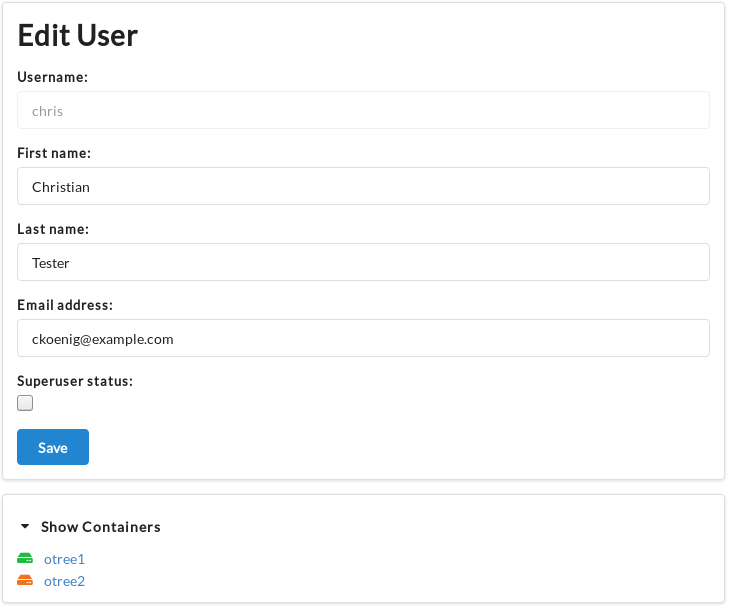 Edit User
Username:
chris
First name:
Christian
Last name:
Tester
Email address:
ckoenig@example.com
Superuser status:
Save
Show Containers
otree1
otree2